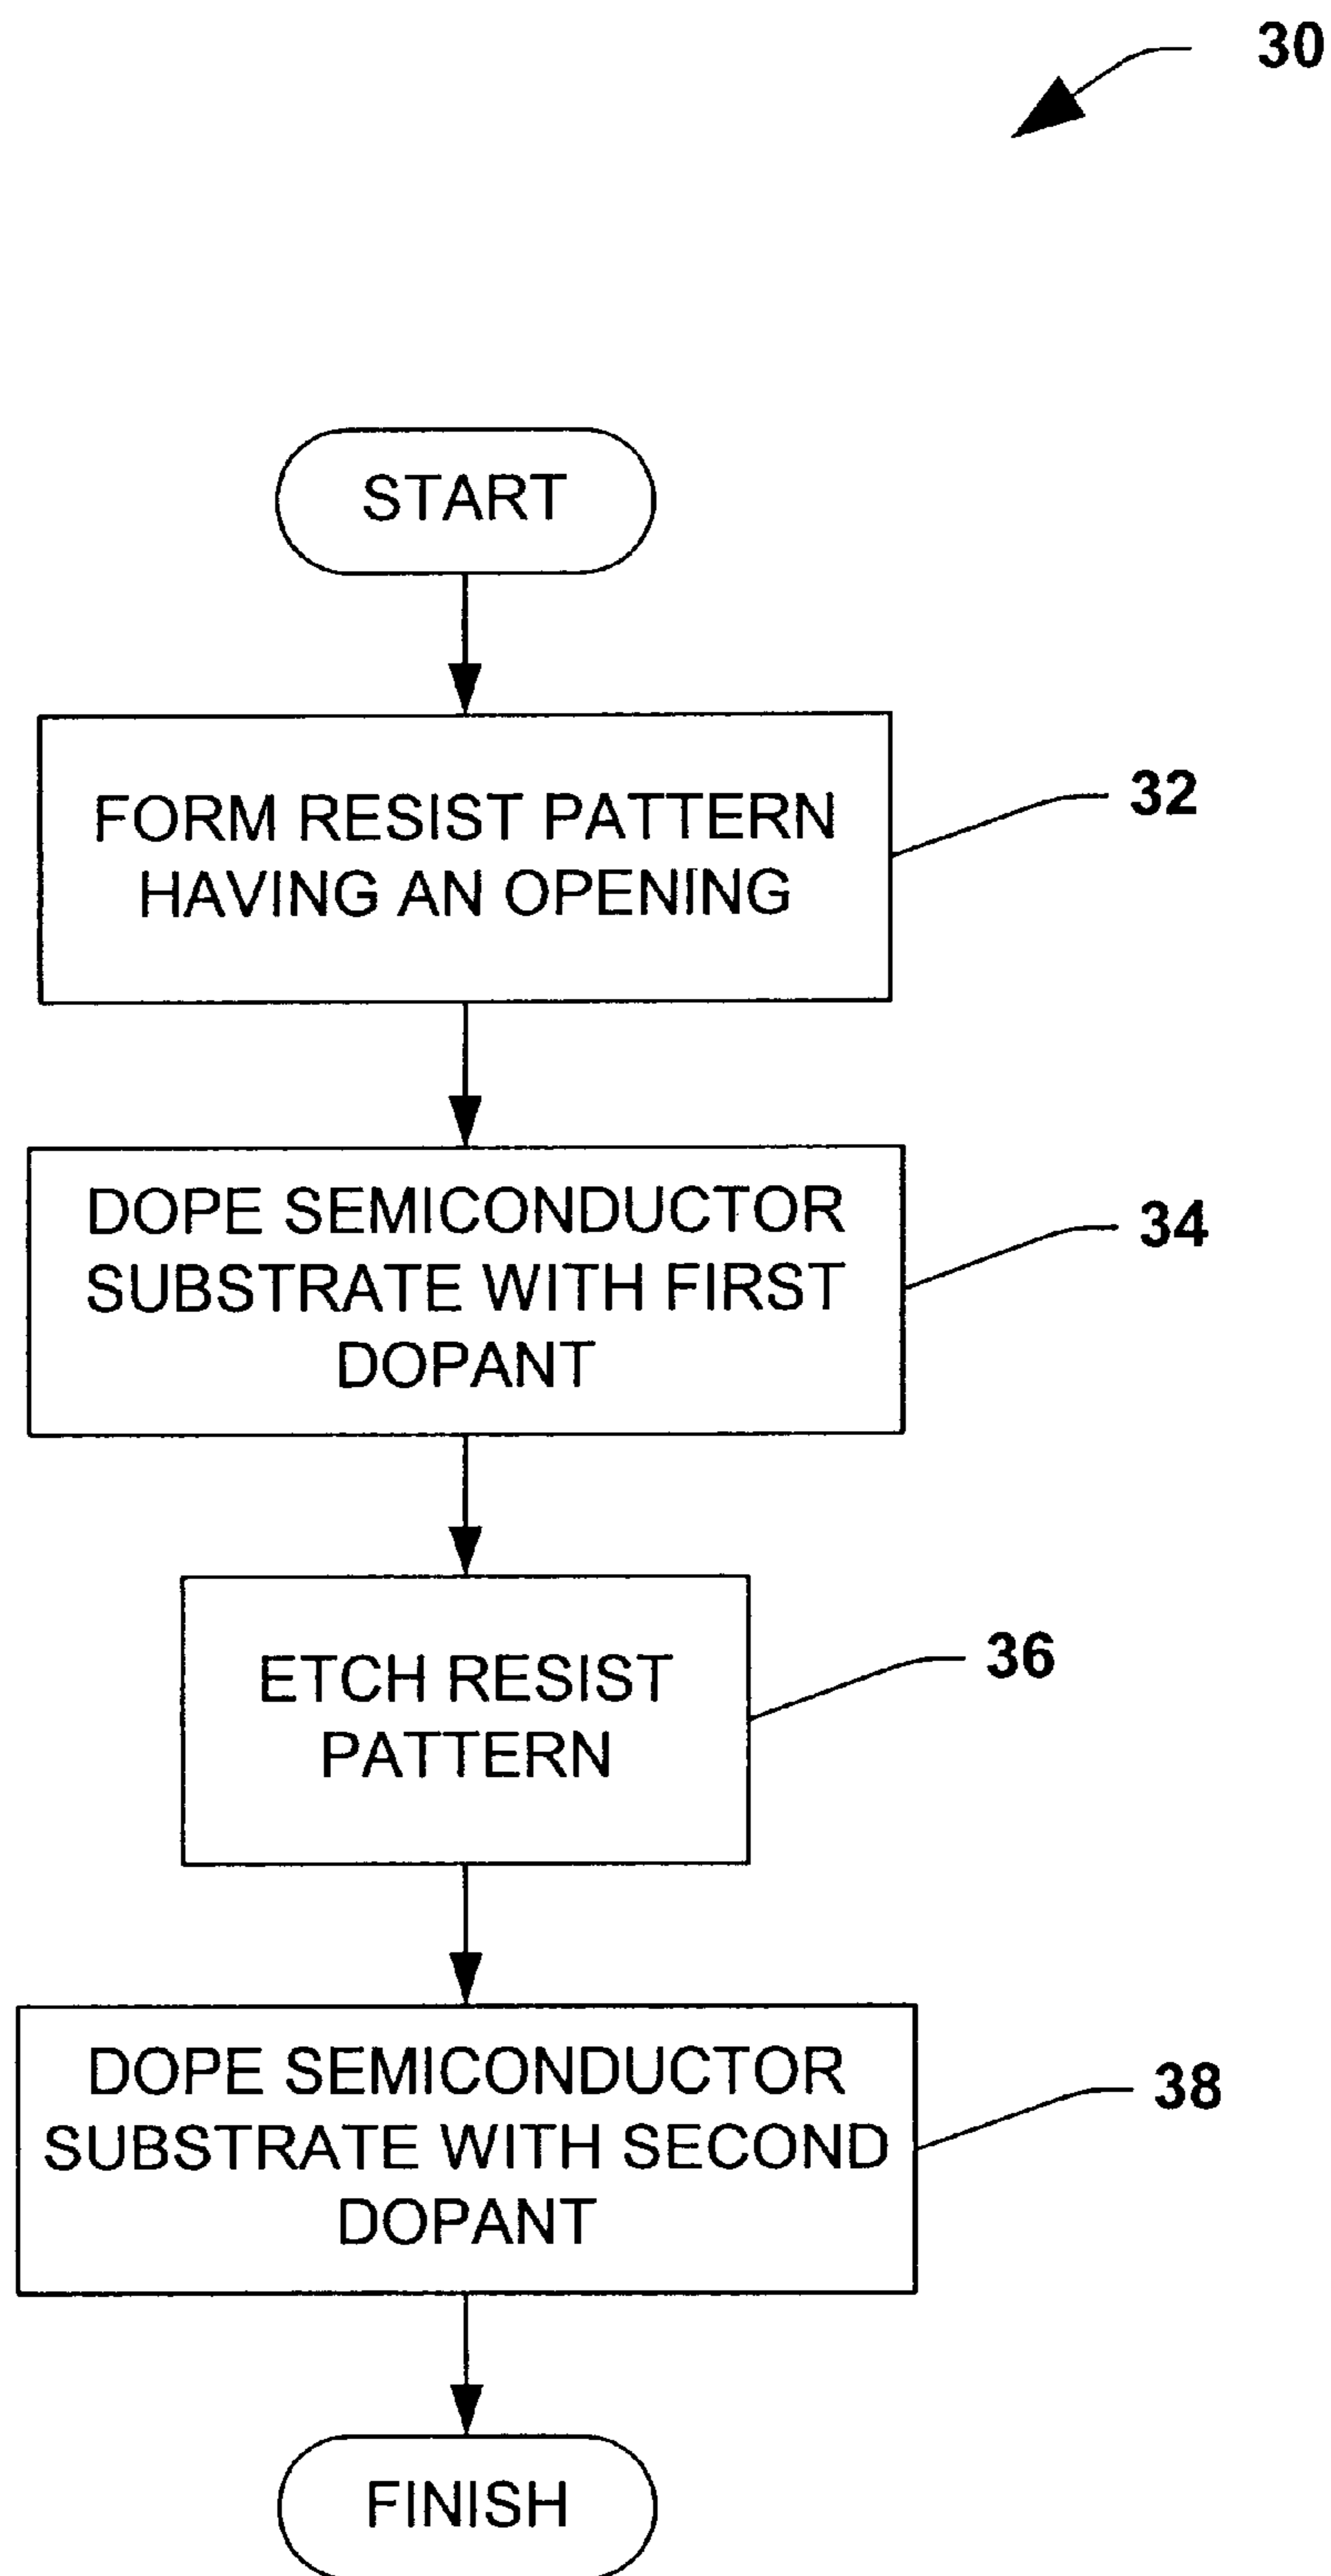 30
START
FORM RESIST PATTERN
HAVING AN OPENING
32
DOPE SEMICONDUCTOR
SUBSTRATE WITH FIRST
DOPANT
34
ETCH RESIST
PATTERN
36
DOPE SEMICONDUCTOR
SUBSTRATE WITH SECOND
DOPANT
38
FINISH